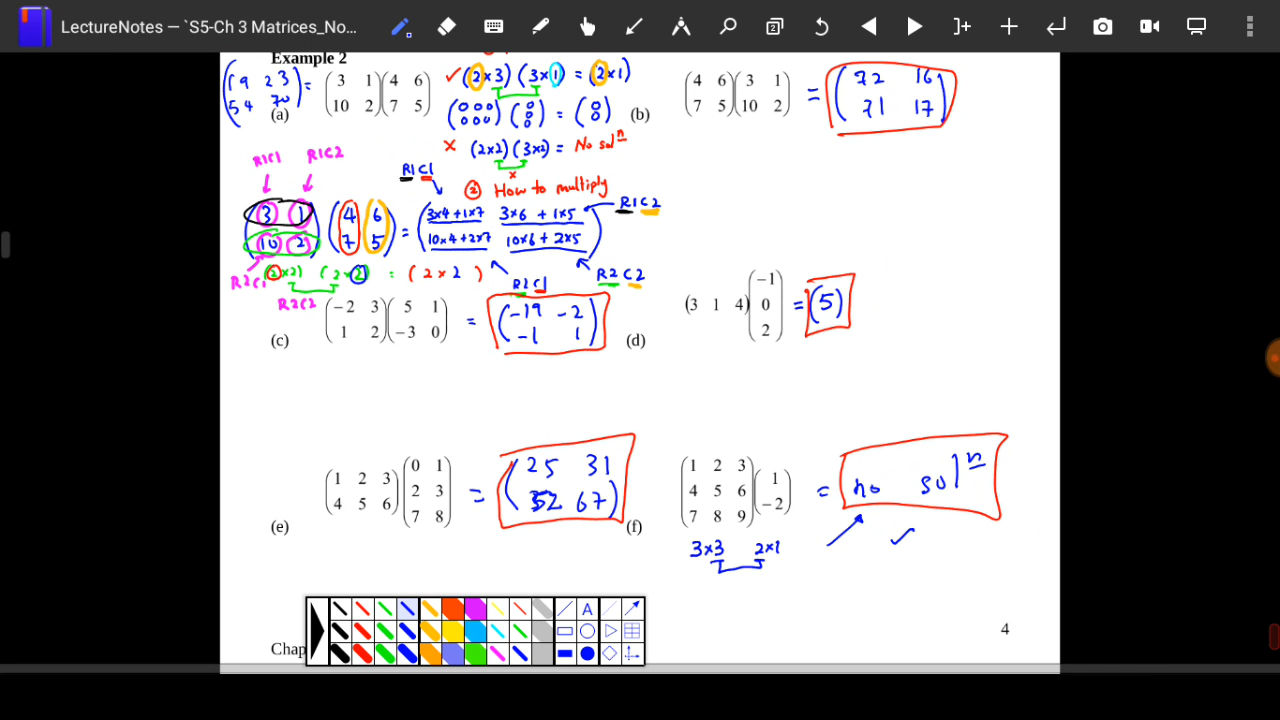 LectureNotes — `S5-Ch 3 Matrices_No...
Example 2
(19 23
54 70) =
(3 1
10 2)(4 6
7 5)
(a)
✓ (2×3) (3×1) = (2×1)
(000
000) (0
0
0) = (0
0)
× (2×2) (3×2) = No solⁿ
×
(b)
(4 6
7 5)(3 1
10 2) = (72 16
71 17)
R1C1 R1C2
R1C1
② How to multiply
R1C2
(3 1
10 2) (4 6
7 5) = (3×4+1×7 3×6 + 1×5
10×4+2×7 10×6 + 2×5)
(2×2) (2×2) = (2×2)
R2C1
R2C2
R2C1
R2C2
(c)
(-2 3
1 2)(5 1
-3 0) = (-19 -2
-1 1)
(d)
(3 1 4)(-1
0
2) = (5)
(e)
(1 2 3
4 5 6)(0 1
2 3
7 8) = (25 31
52 67)
(f)
(1 2 3
4 5 6
7 8 9)(1
-2) = no solⁿ
3×3 2×1
✓
Chap
A
4